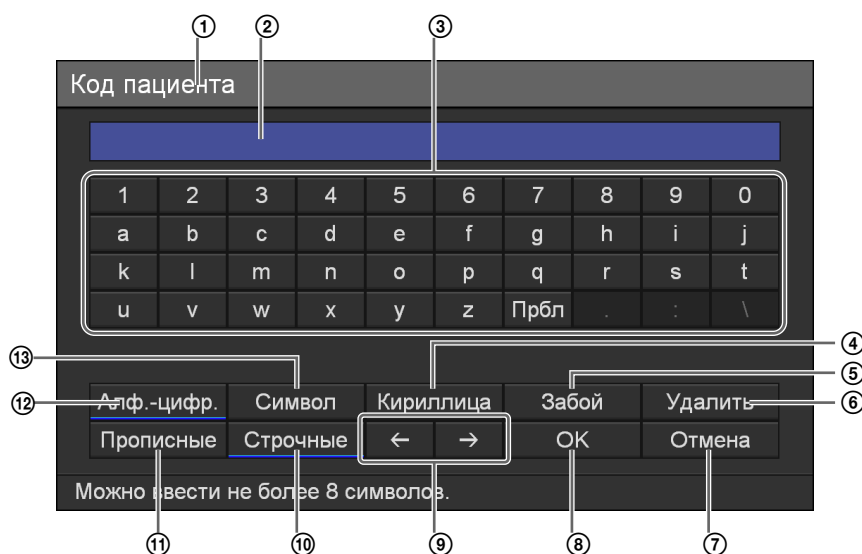 ① ② ③
Код пациента
1 2 3 4 5 6 7 8 9 0
a b c d e f g h i j
k l m n o p q r s t
u v w x y z Прбл . : \
④
⑬
⑤
Алф.-цифр. Символ Кириллица Забой Удалить
⑫ ⑥
Прописные Строчные ← → OK Отмена
Можно ввести не более 8 символов.
⑪ ⑩ ⑨ ⑧ ⑦